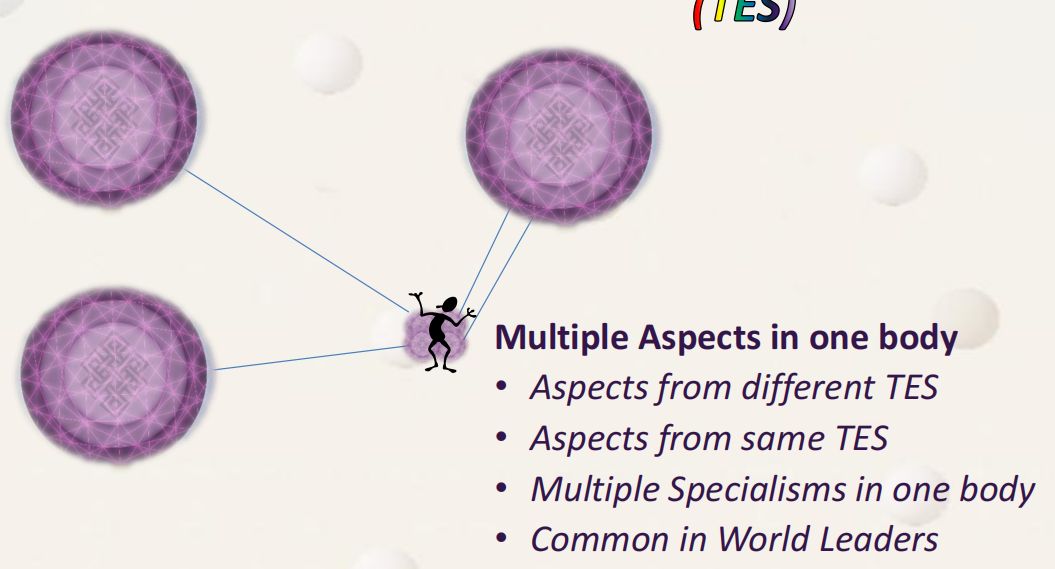 (TES)
Multiple Aspects in one body
• Aspects from different TES
• Aspects from same TES
• Multiple Specialisms in one body
• Common in World Leaders